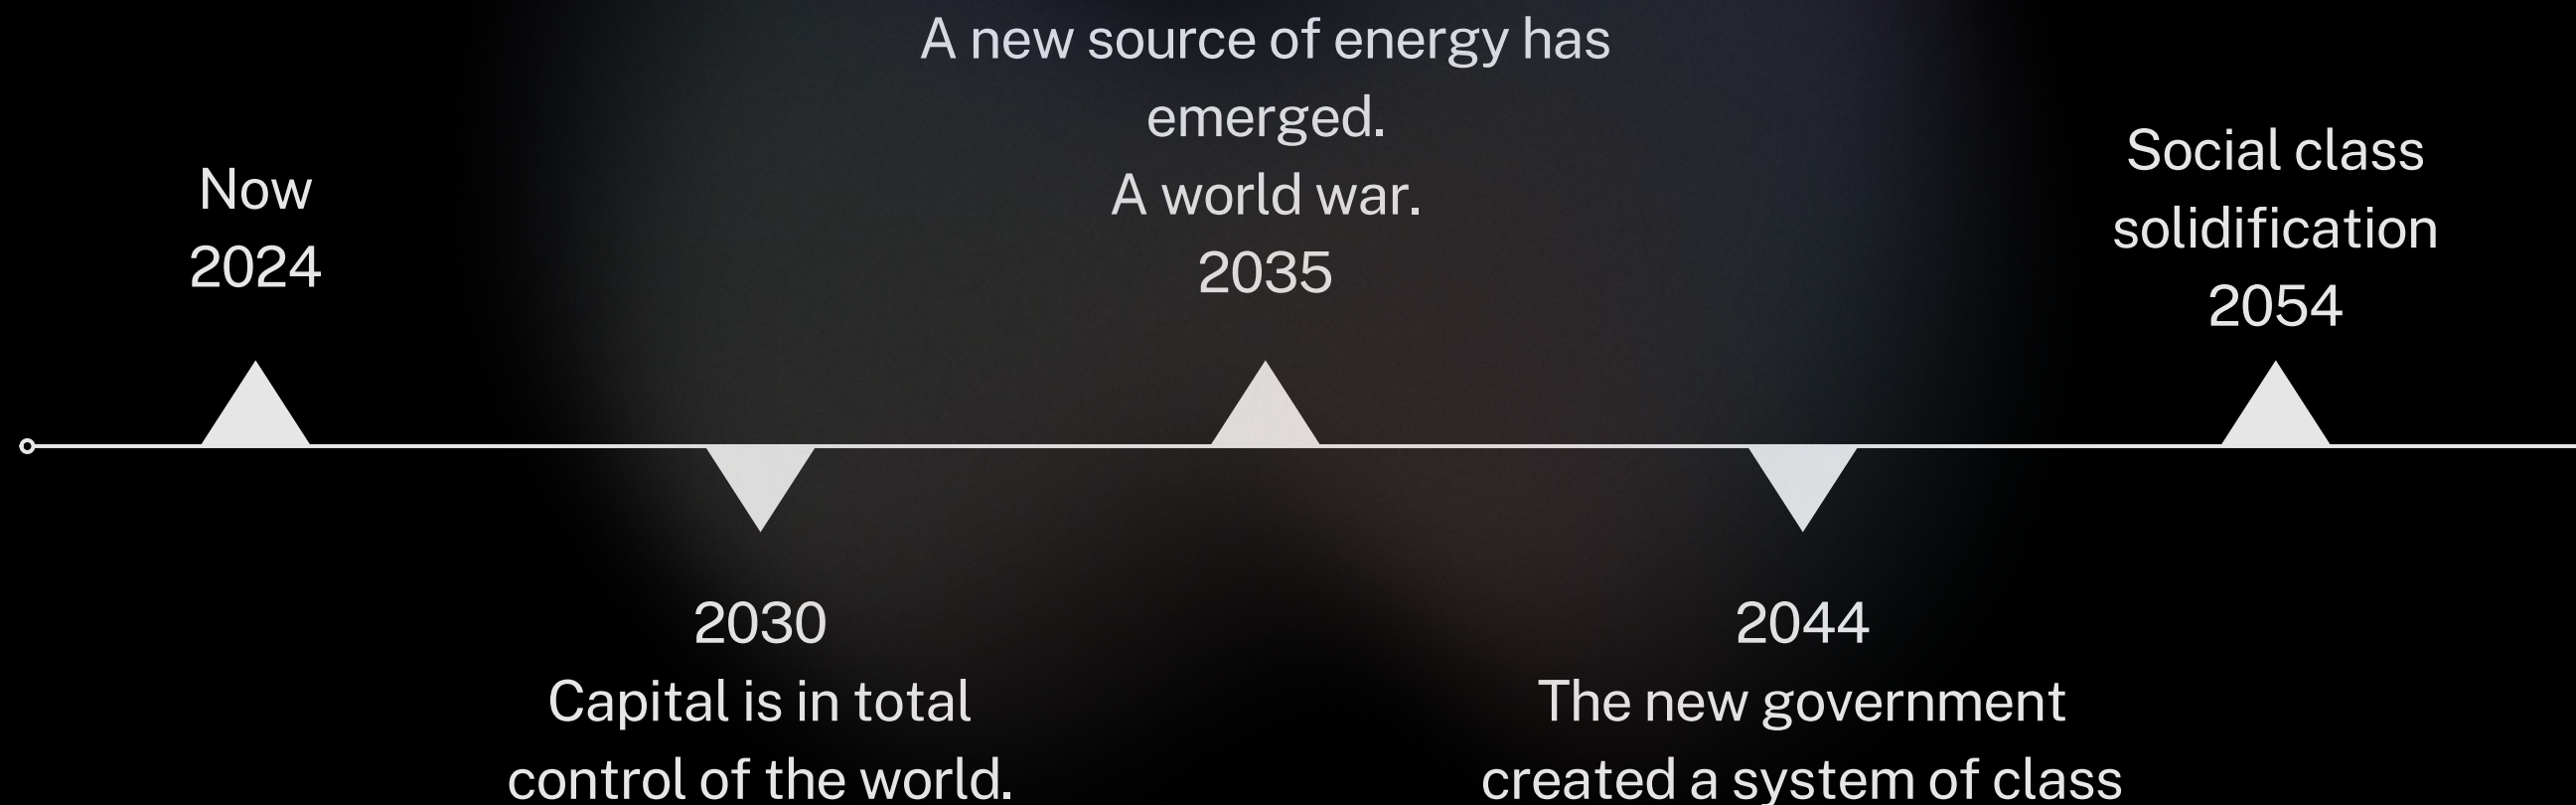 Now
2024
2030
Capital is in total
control of the world.
A new source of energy has
emerged.
A world war.
2035
2044
The new government
created a system of class
Social class
solidification
2054